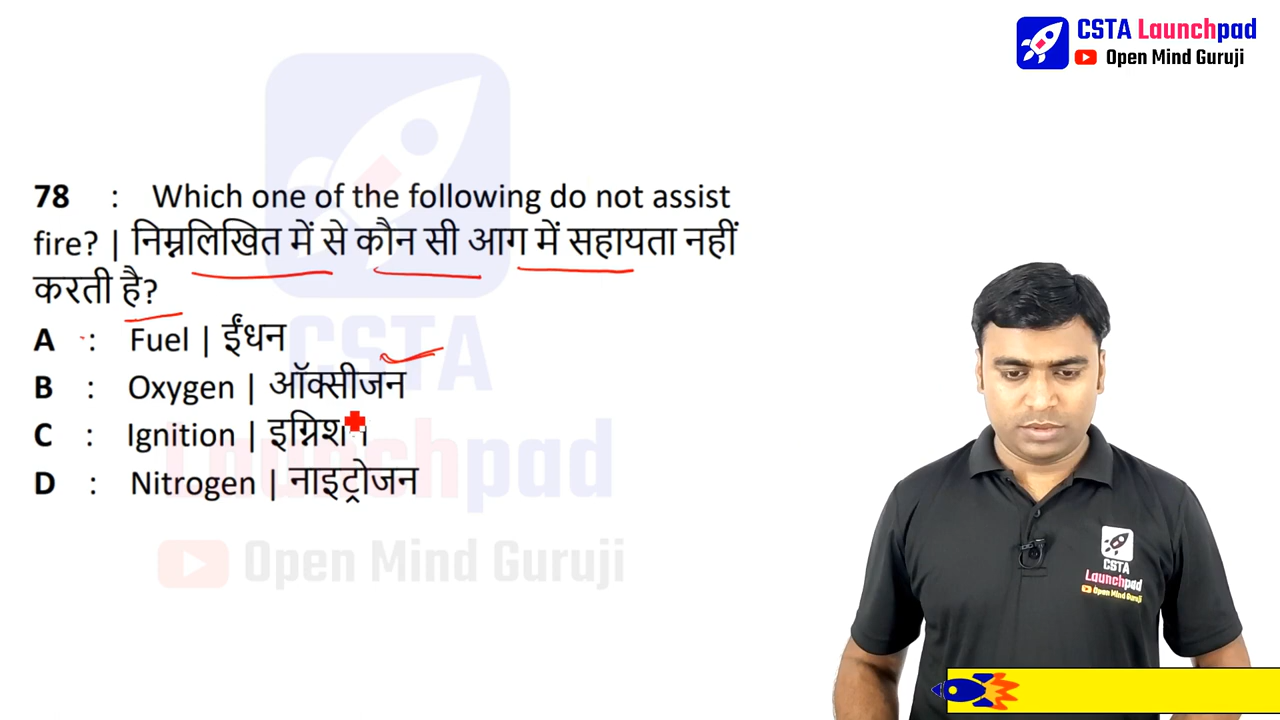 CSTA Launchpad
Open Mind Guruji
78 : Which one of the following do not assist
fire? | निम्नलिखित में से कौन सी आग में सहायता नहीं
करती है?
A : Fuel | ईंधन
B : Oxygen | ऑक्सीजन
C : Ignition | इग्निशन
D : Nitrogen | नाइट्रोजन
CSTA
Launchpad
Open Mind Guruji
CSTA
Launchpad
Open Mind Guruji